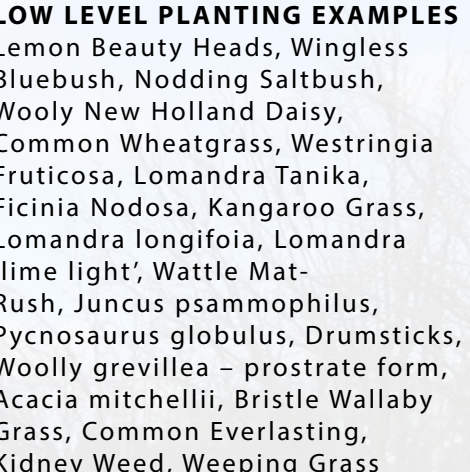 LOW LEVEL PLANTING EXAMPLES
Lemon Beauty Heads, Wingless
Bluebush, Nodding Saltbush,
Wooly New Holland Daisy,
Common Wheatgrass, Westringia
Fruticosa, Lomandra Tanika,
Ficinia Nodosa, Kangaroo Grass,
Lomandra longifoia, Lomandra
‘lime light’, Wattle Mat-
Rush, Juncus psammophilus,
Pycnosaurus globulus, Drumsticks,
Woolly grevillea – prostrate form,
Acacia mitchellii, Bristle Wallaby
Grass, Common Everlasting,
Kidney Weed, Weeping Grass